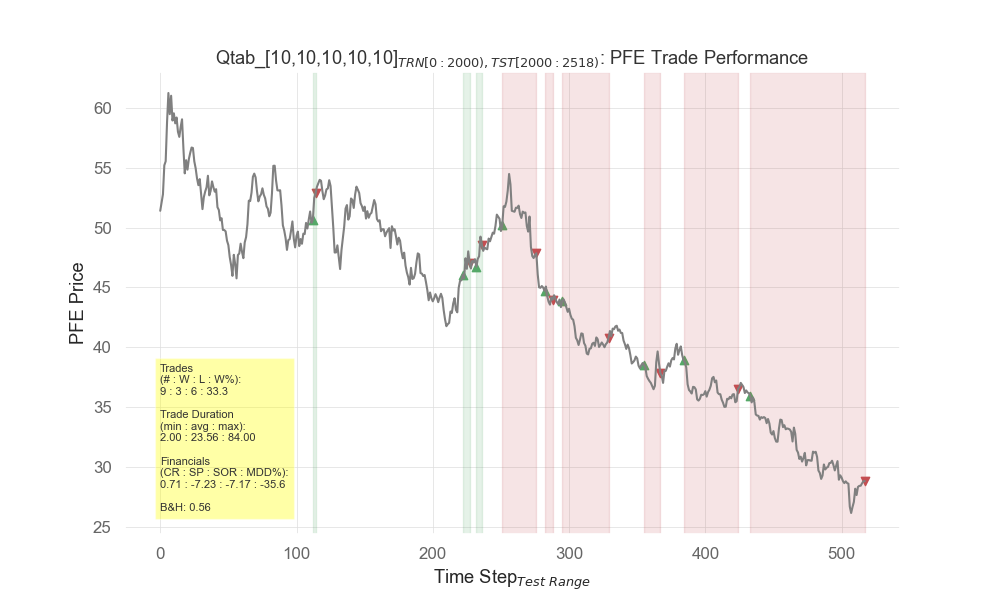 Qtab_[10,10,10,10,10]TRN[0:2000),TST[2000:2518): PFE Trade Performance
PFE Price
60
55
50
45
40
35
30
25
Trades
(# : W : L : W%):
9 : 3 : 6 : 33.3
Trade Duration
(min : avg : max):
2.00 : 23.56 : 84.00
Financials
(CR : SP : SOR : MDD%):
0.71 : -7.23 : -7.17 : -35.6
B&H: 0.56
0 100 200 300 400 500
Time Step Test Range